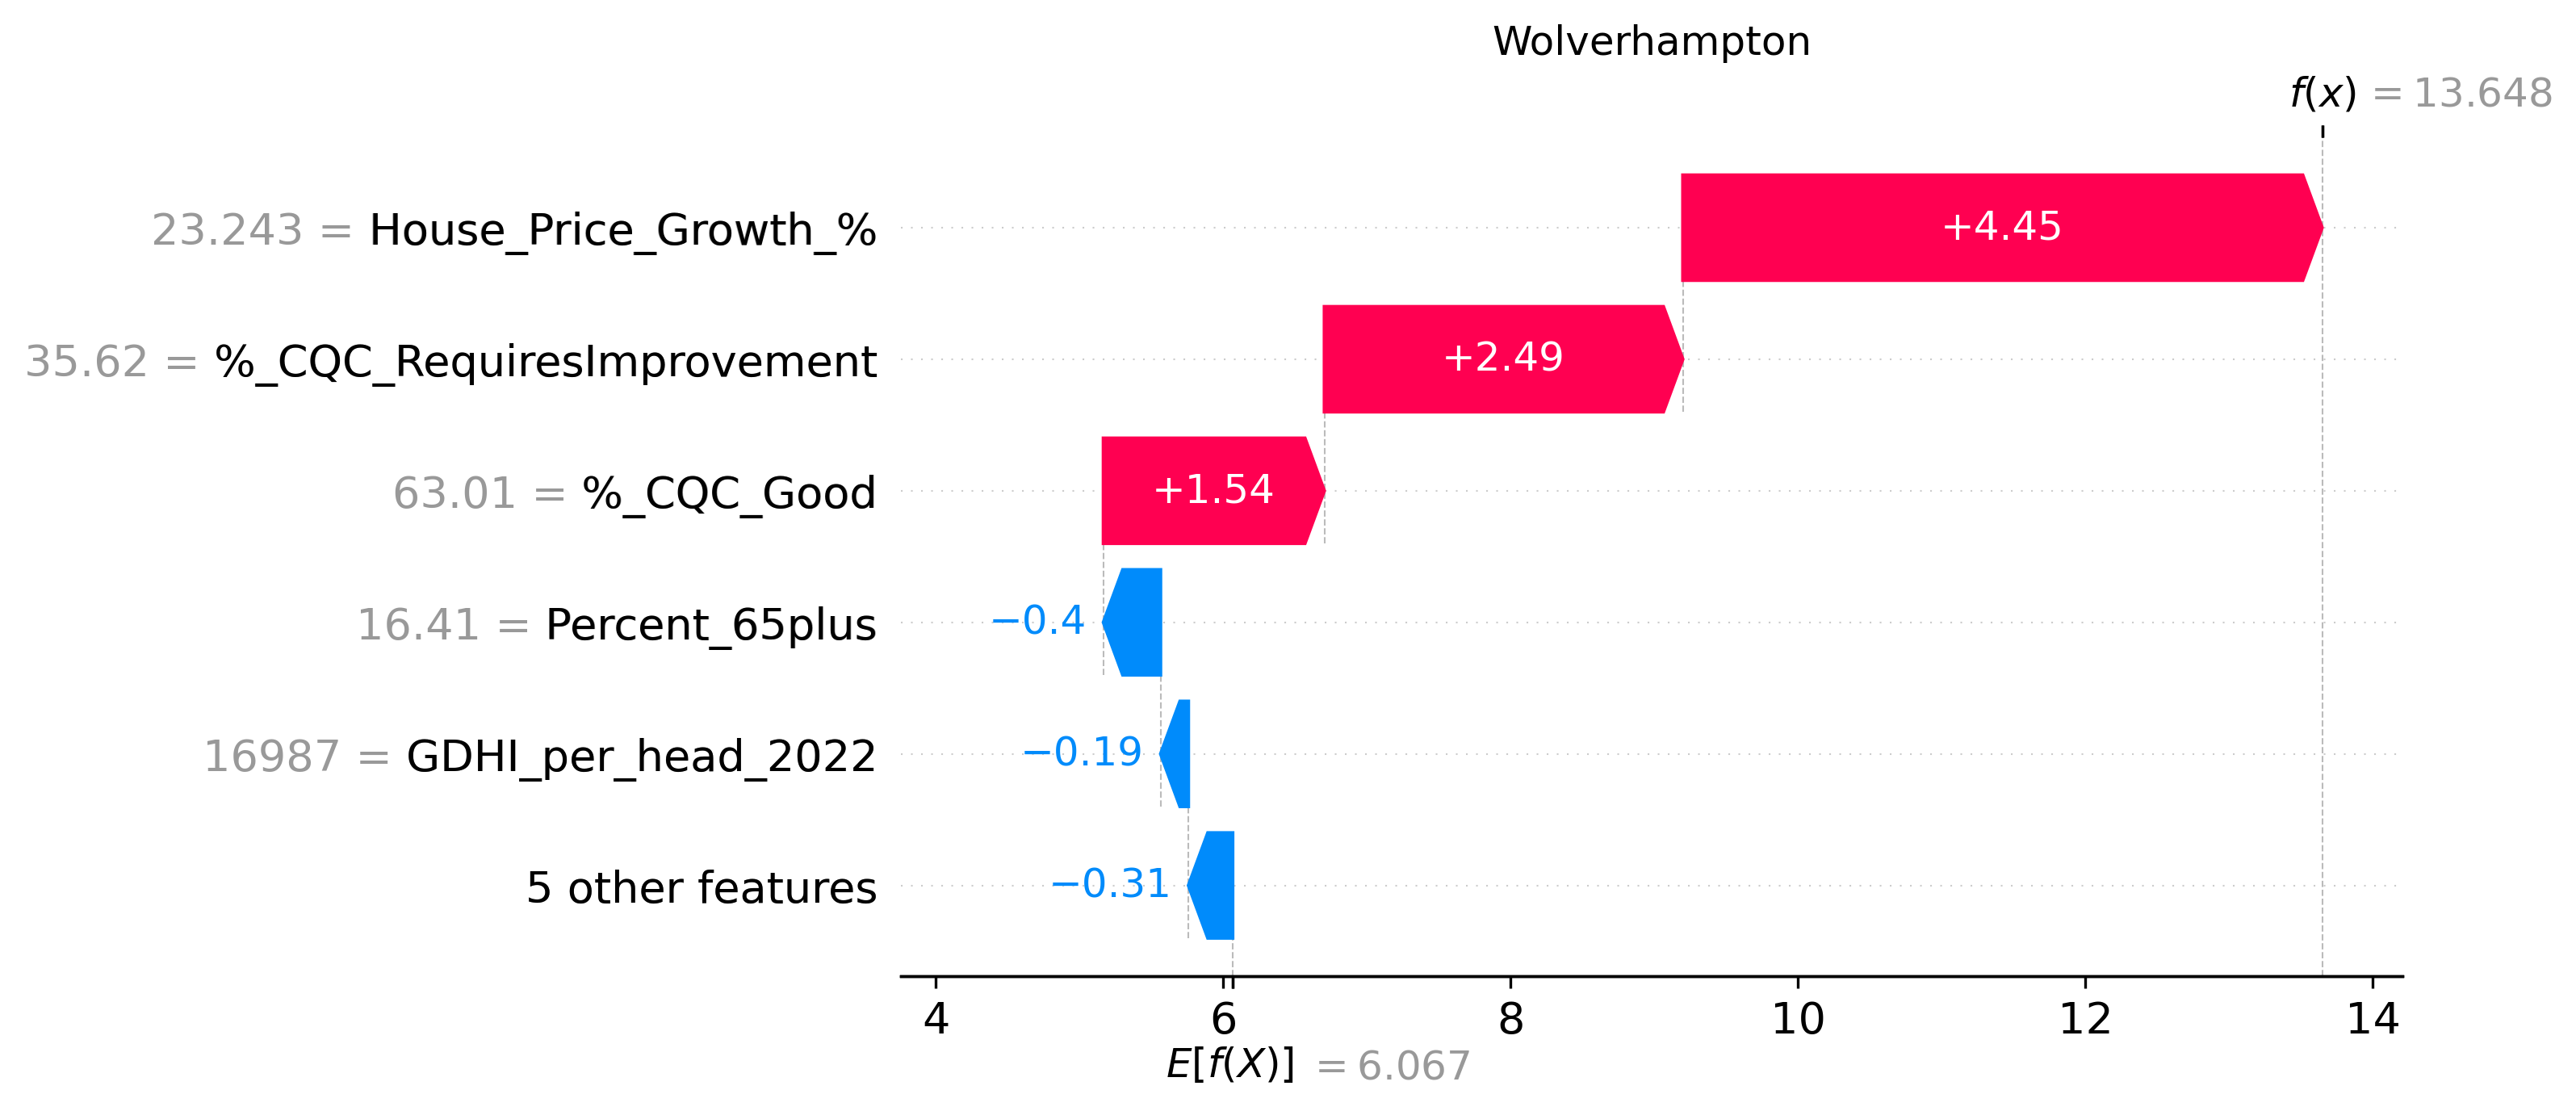 Wolverhampton
f(x) = 13.648
23.243 = House_Price_Growth_%
+4.45
35.62 = %_CQC_RequiresImprovement
+2.49
63.01 = %_CQC_Good
+1.54
16.41 = Percent_65plus
−0.4
16987 = GDHI_per_head_2022
−0.19
5 other features
−0.31
4 6 8 10 12 14
E[f(X)] = 6.067